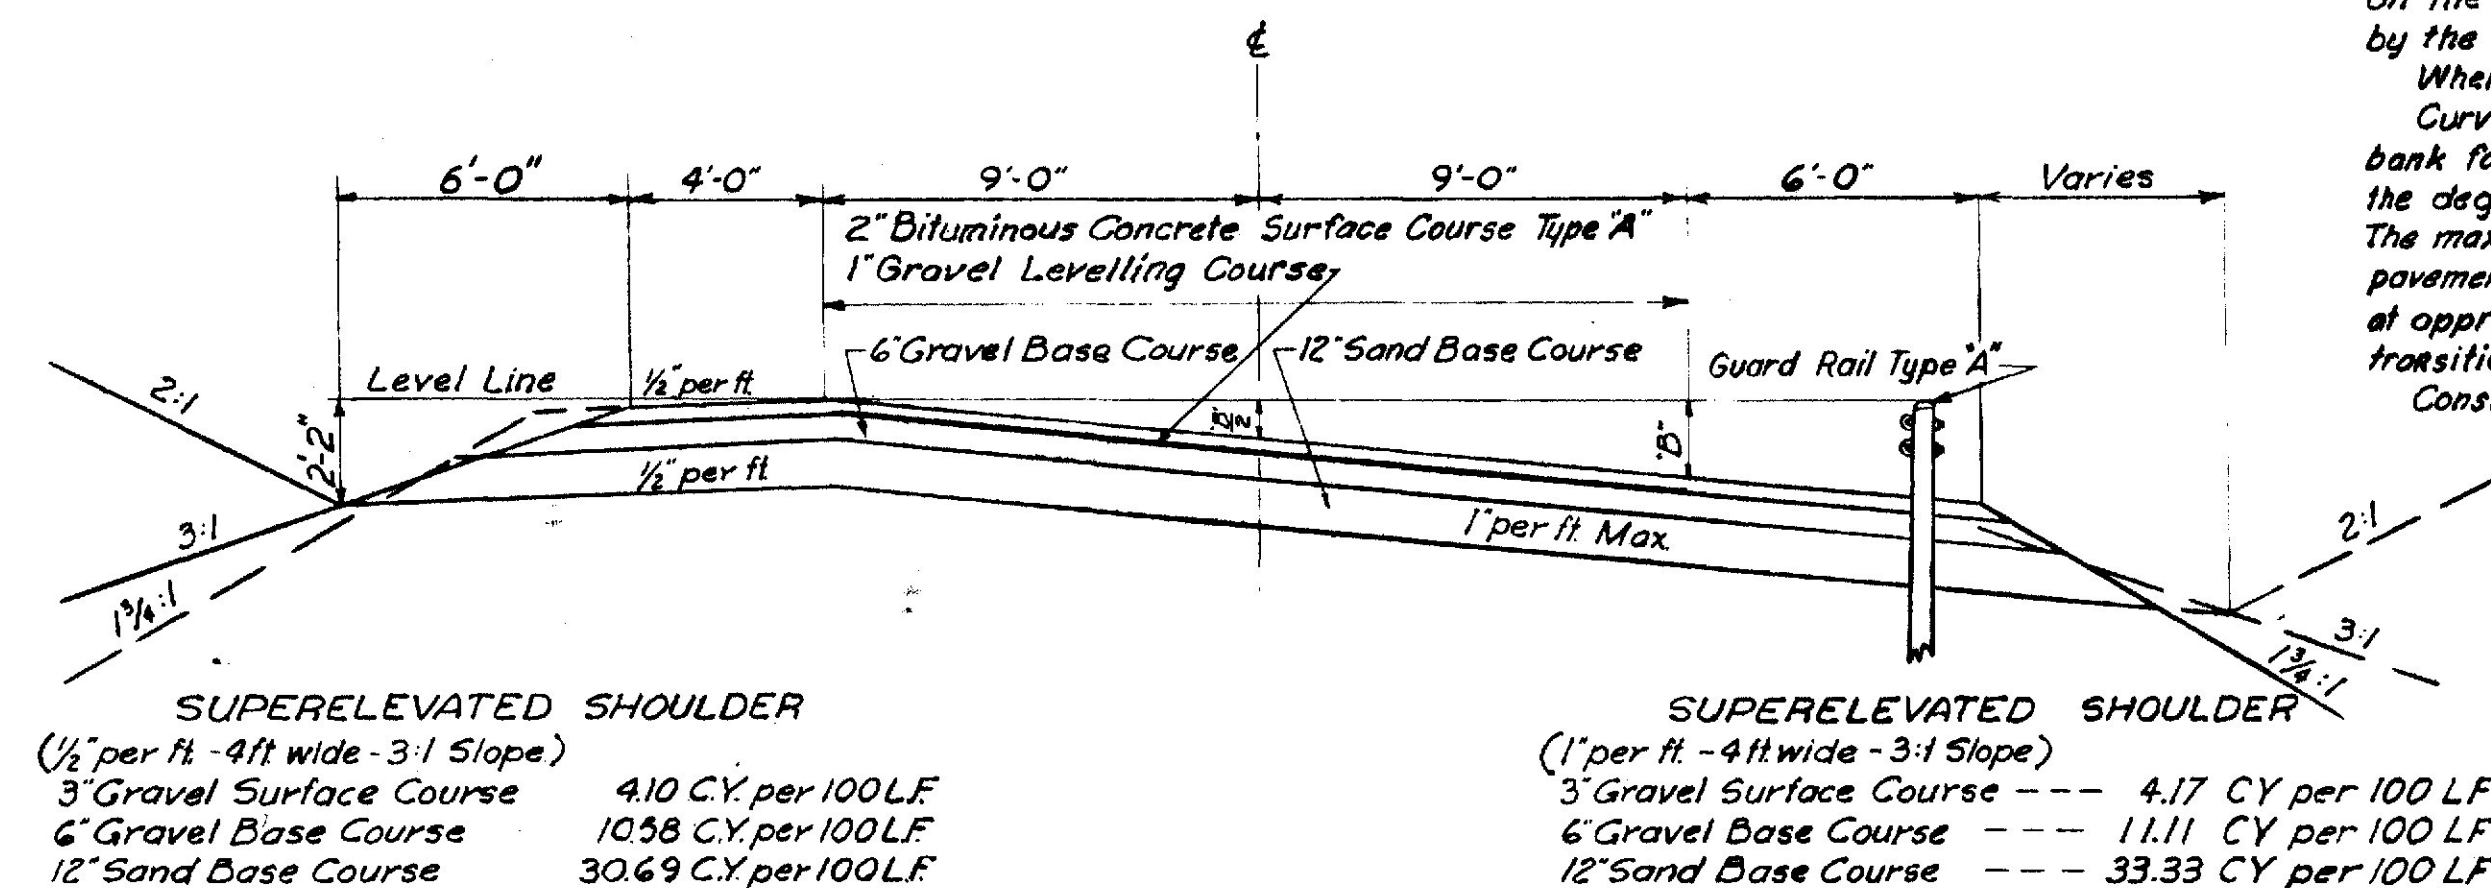 ℄
6'-0" 4'-0" 9'-0" 9'-0" 6'-0" Varies
2" Bituminous Concrete Surface Course Type "A"
1" Gravel Levelling Course
6" Gravel Base Course
12" Sand Base Course
Guard Rail Type "A"
Level Line
½" per ft.
2:1
2'-2"
"B"/2
"B"
½" per ft.
1" per ft. Max.
3:1
1¾:1
2:1
3:1
1¾:1
SUPERELEVATED SHOULDER
(½" per ft. - 4 ft. wide - 3:1 Slope)
3" Gravel Surface Course 4.10 C.Y. per 100 L.F.
6" Gravel Base Course 10.58 C.Y. per 100 L.F.
12" Sand Base Course 30.69 C.Y. per 100 L.F.
SUPERELEVATED SHOULDER
(1" per ft. - 4 ft. wide - 3:1 Slope)
3" Gravel Surface Course --- 4.17 CY per 100 LF
6" Gravel Base Course --- 11.11 CY per 100 LF
12" Sand Base Course --- 33.33 CY per 100 LF
on the
by the
When
Curv
bank fo
the deg
The max
pavemen
at appr
transiti
Cons